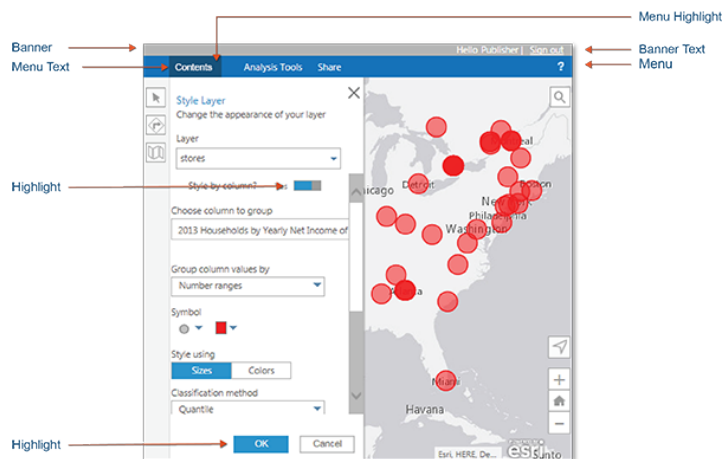 Menu Highlight
Banner
Hello Publisher | Sign out
Banner Text
Menu Text
Contents
Analysis Tools
Share
?
Menu
Style Layer
Change the appearance of your layer
Layer
stores
Highlight
Style by column?
Choose column to group
2013 Households by Yearly Net Income of
Group column values by
Number ranges
Symbol
Style using
Sizes
Colors
Classification method
Quantile
Highlight
OK
Cancel
Detroit
Boston
Philadelphia
Washington
Miami
Havana
Esri, HERE, De...
esri